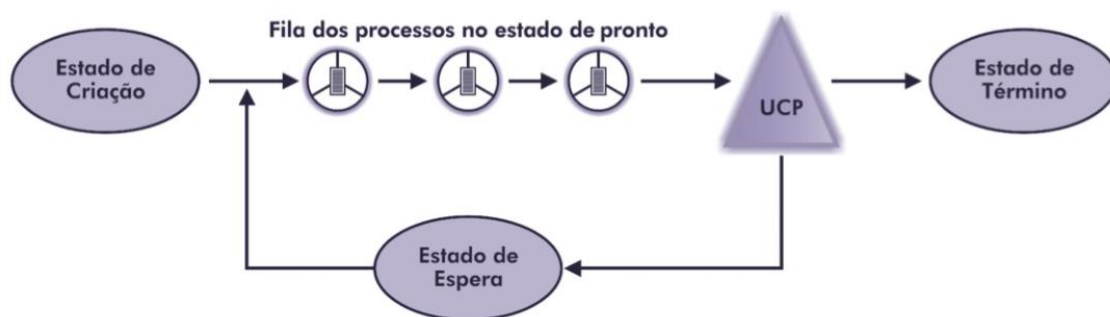 Fila dos processos no estado de pronto
Estado de
Criação
UCP
Estado de
Término
Estado de
Espera